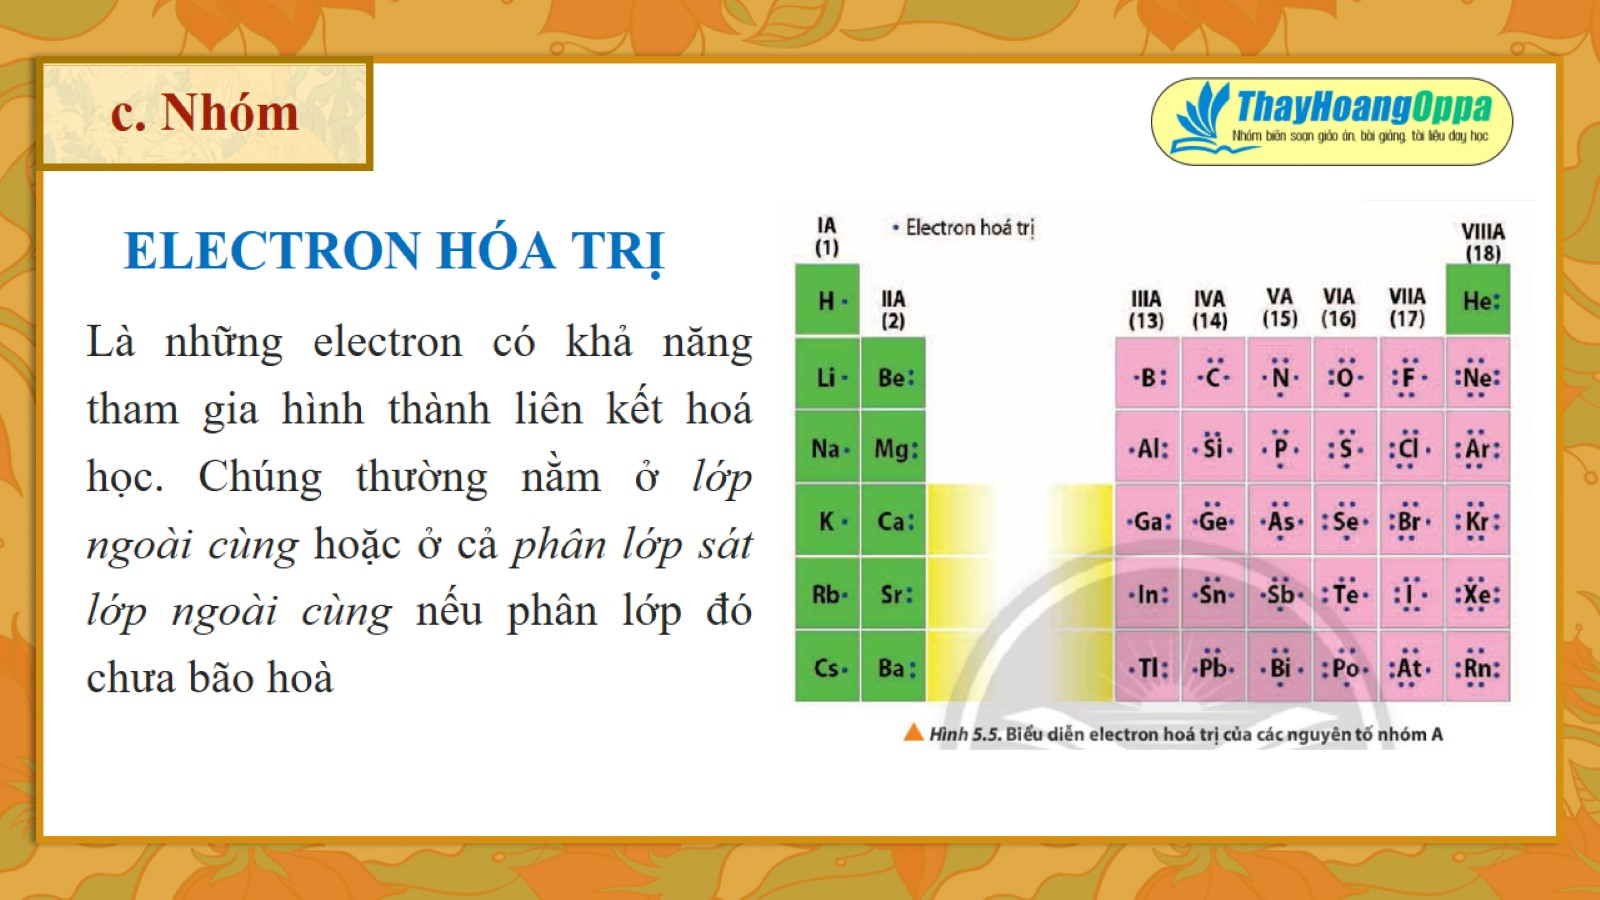 c. Nhóm
ThayHoangOppa
Nhóm biên soạn giáo án, bài giảng, tài liệu dạy học
ELECTRON HÓA TRỊ
Là những electron có khả năng
tham gia hình thành liên kết hoá
học. Chúng thường nằm ở lớp
ngoài cùng hoặc ở cả phân lớp sát
lớp ngoài cùng nếu phân lớp đó
chưa bão hoà
IA
(1)
• Electron hoá trị
VIIIA
(18)
IIA
(2)
IIIA
(13)
IVA
(14)
VA
(15)
VIA
(16)
VIIA
(17)
H He
Li Be B C N O F Ne
Na Mg Al Si P S Cl Ar
K Ca Ga Ge As Se Br Kr
Rb Sr In Sn Sb Te I Xe
Cs Ba Tl Pb Bi Po At Rn
Hình 5.5. Biểu diễn electron hoá trị của các nguyên tố nhóm A